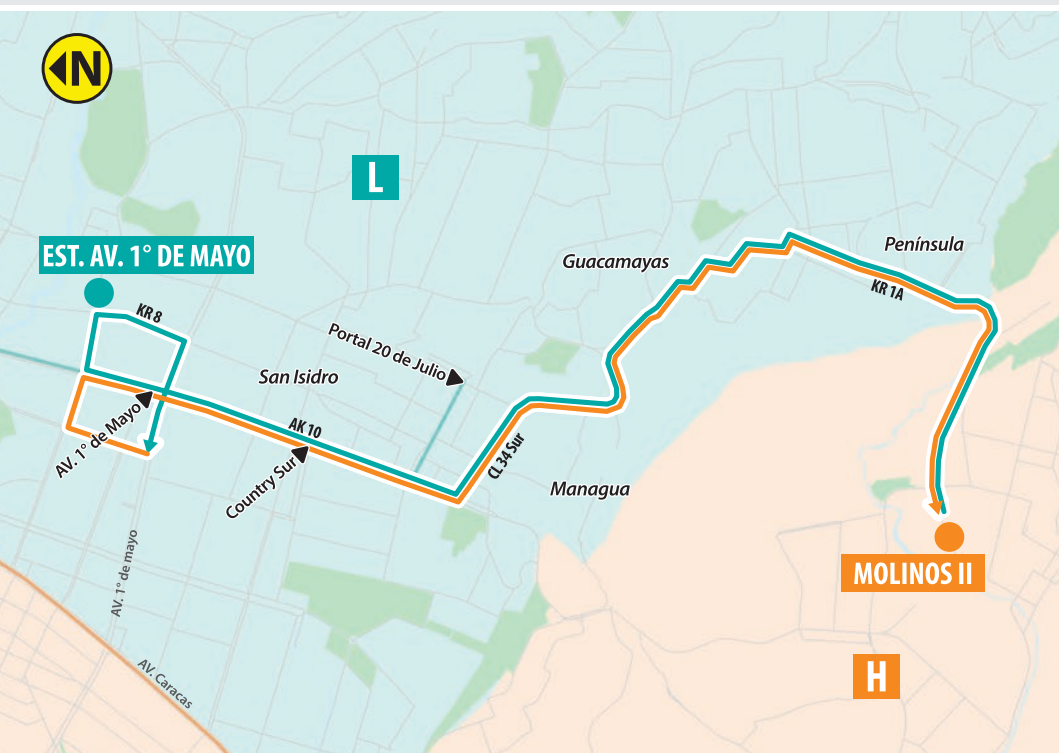 N
L
EST. AV. 1° DE MAYO
Península
Guacamayas
KR 1A
KR 8
Portal 20 de Julio
San Isidro
AV. 1° de Mayo
AK 10
Country Sur
CL 34 Sur
Managua
MOLINOS II
AV. 1° de mayo
AV. Caracas
H